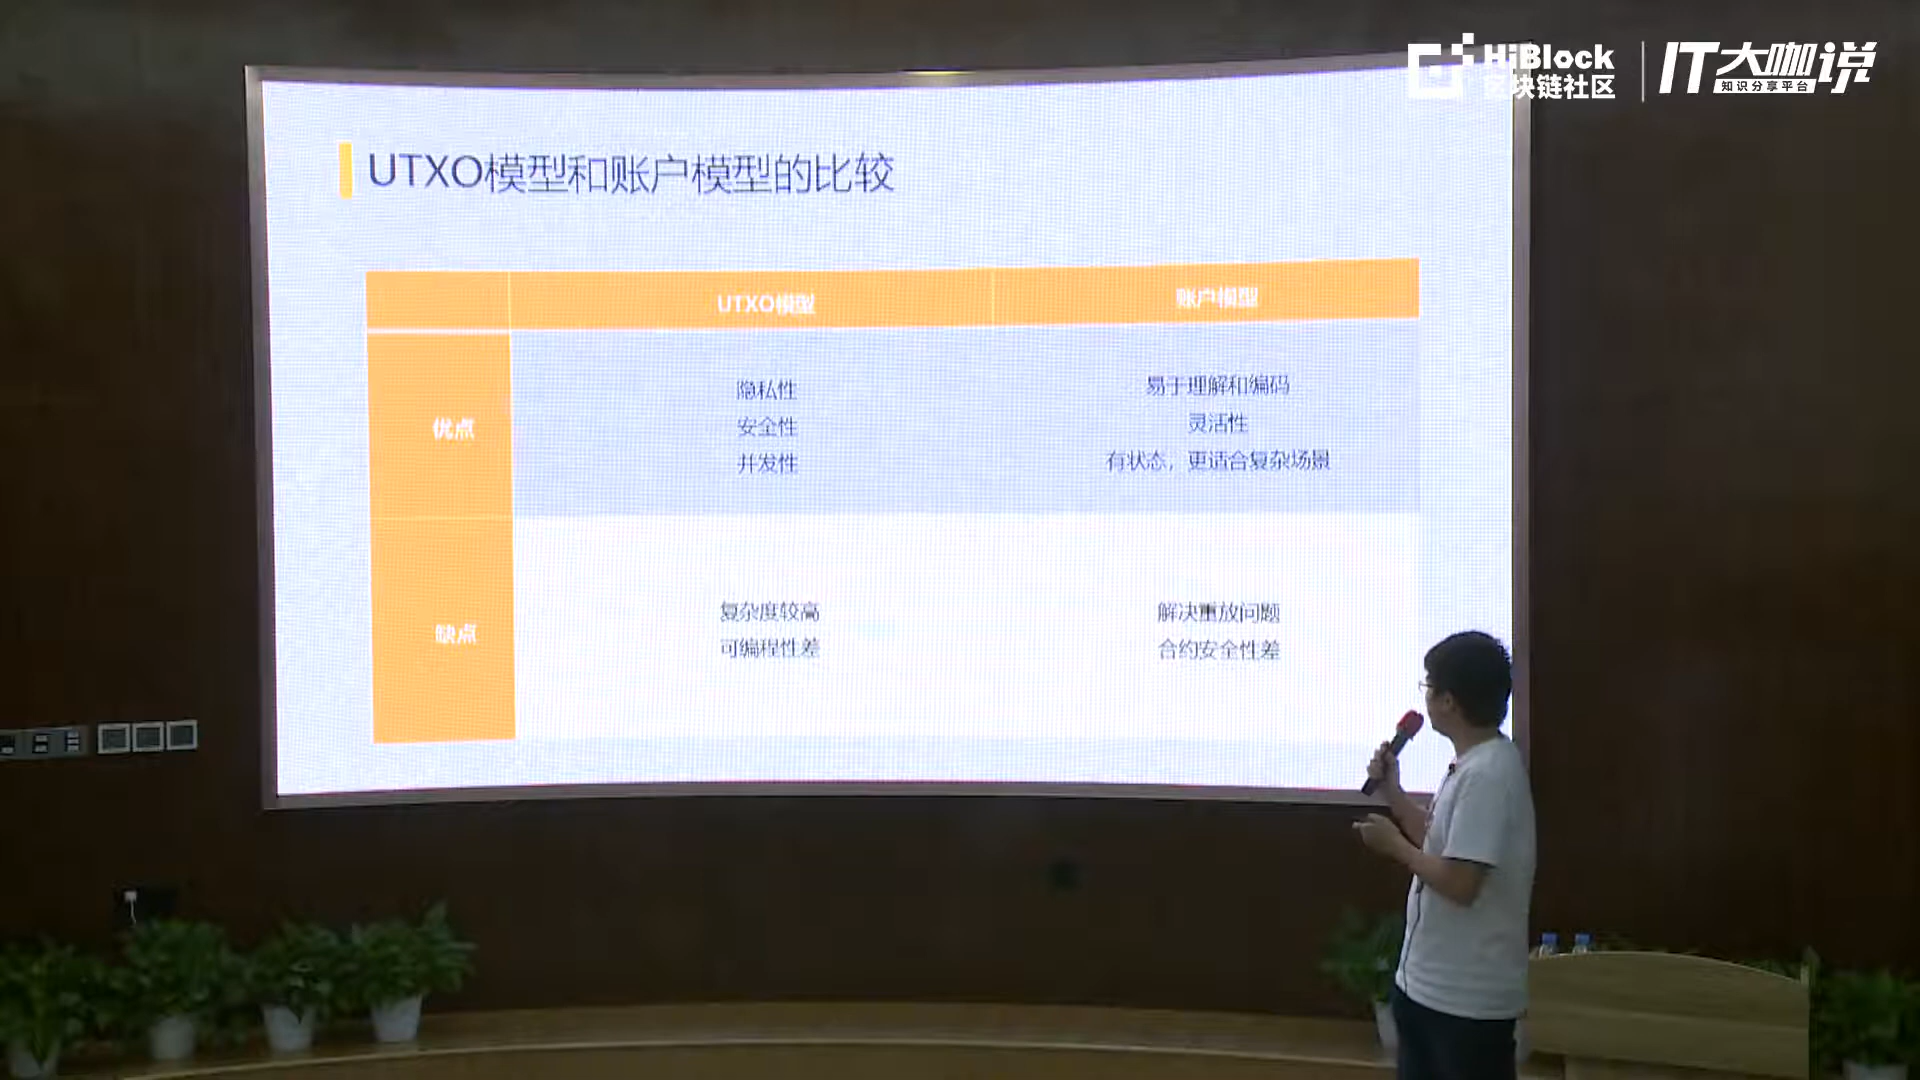 HiBlock
区块链社区
IT大咖说
知识分享平台
UTXO模型和账户模型的比较
UTXO模型
账户模型
优点
隐私性
安全性
并发性
易于理解和编码
灵活性
有状态，更适合复杂场景
缺点
复杂度较高
可编程性差
解决重放问题
合约安全性差